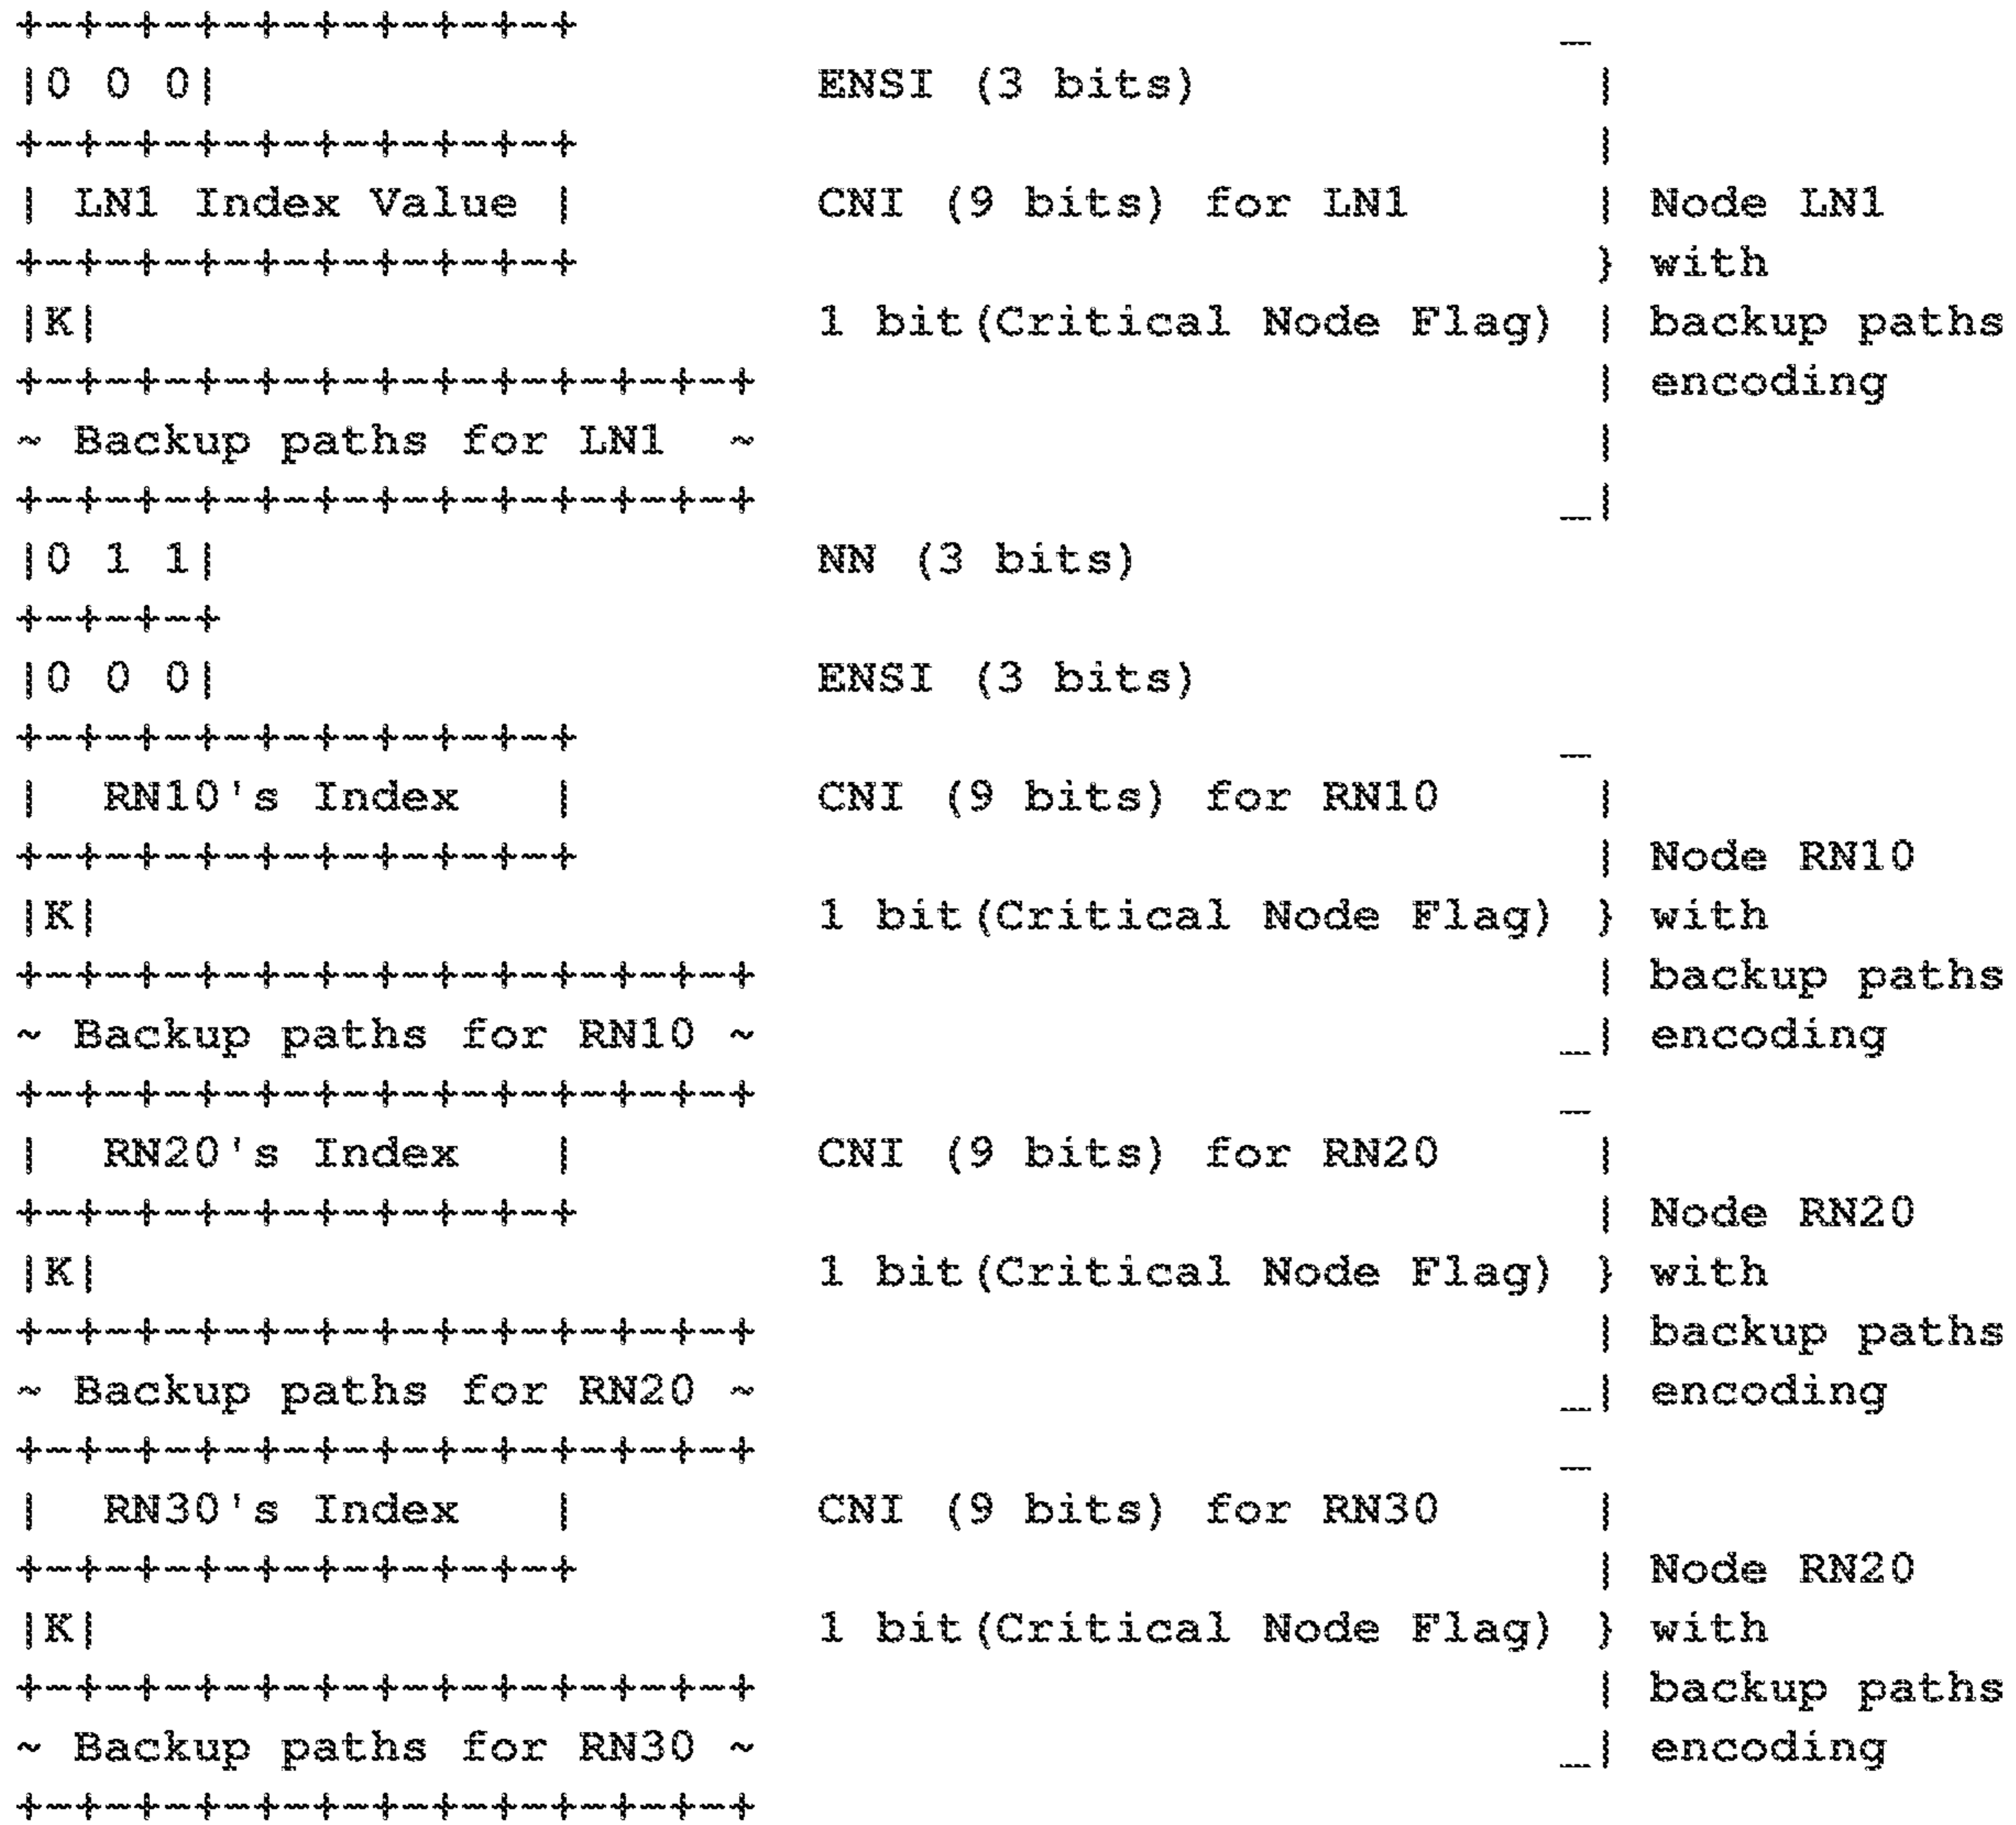 +-+-+-+-+-+-+-+-+-+                                 _
|0 0 0|                    ENSI (3 bits)             |
+-+-+-+-+-+-+-+-+-+                                  |
| LN1 Index Value |        CNI (9 bits) for LN1      | Node LN1
+-+-+-+-+-+-+-+-+-+                                  } with
|K|                        1 bit(Critical Node Flag) | backup paths
+-+-+-+-+-+-+-+-+-+-+-+-+                            | encoding
~ Backup paths for LN1  ~                            |
+-+-+-+-+-+-+-+-+-+-+-+-+                           _|
|0 1 1|                    NN (3 bits)
+-+-+-+
|0 0 0|                    ENSI (3 bits)
+-+-+-+-+-+-+-+-+-+                                 _
|  RN10's Index   |        CNI (9 bits) for RN10     |
+-+-+-+-+-+-+-+-+-+                                  | Node RN10
|K|                        1 bit(Critical Node Flag) } with
+-+-+-+-+-+-+-+-+-+-+-+-+                            | backup paths
~ Backup paths for RN10 ~                           _| encoding
+-+-+-+-+-+-+-+-+-+-+-+-+                           _
|  RN20's Index   |        CNI (9 bits) for RN20     |
+-+-+-+-+-+-+-+-+-+                                  | Node RN20
|K|                        1 bit(Critical Node Flag) } with
+-+-+-+-+-+-+-+-+-+-+-+-+                            | backup paths
~ Backup paths for RN20 ~                           _| encoding
+-+-+-+-+-+-+-+-+-+-+-+-+                           _
|  RN30's Index   |        CNI (9 bits) for RN30     |
+-+-+-+-+-+-+-+-+-+                                  | Node RN20
|K|                        1 bit(Critical Node Flag) } with
+-+-+-+-+-+-+-+-+-+-+-+-+                            | backup paths
~ Backup paths for RN30 ~                           _| encoding
+-+-+-+-+-+-+-+-+-+-+-+-+